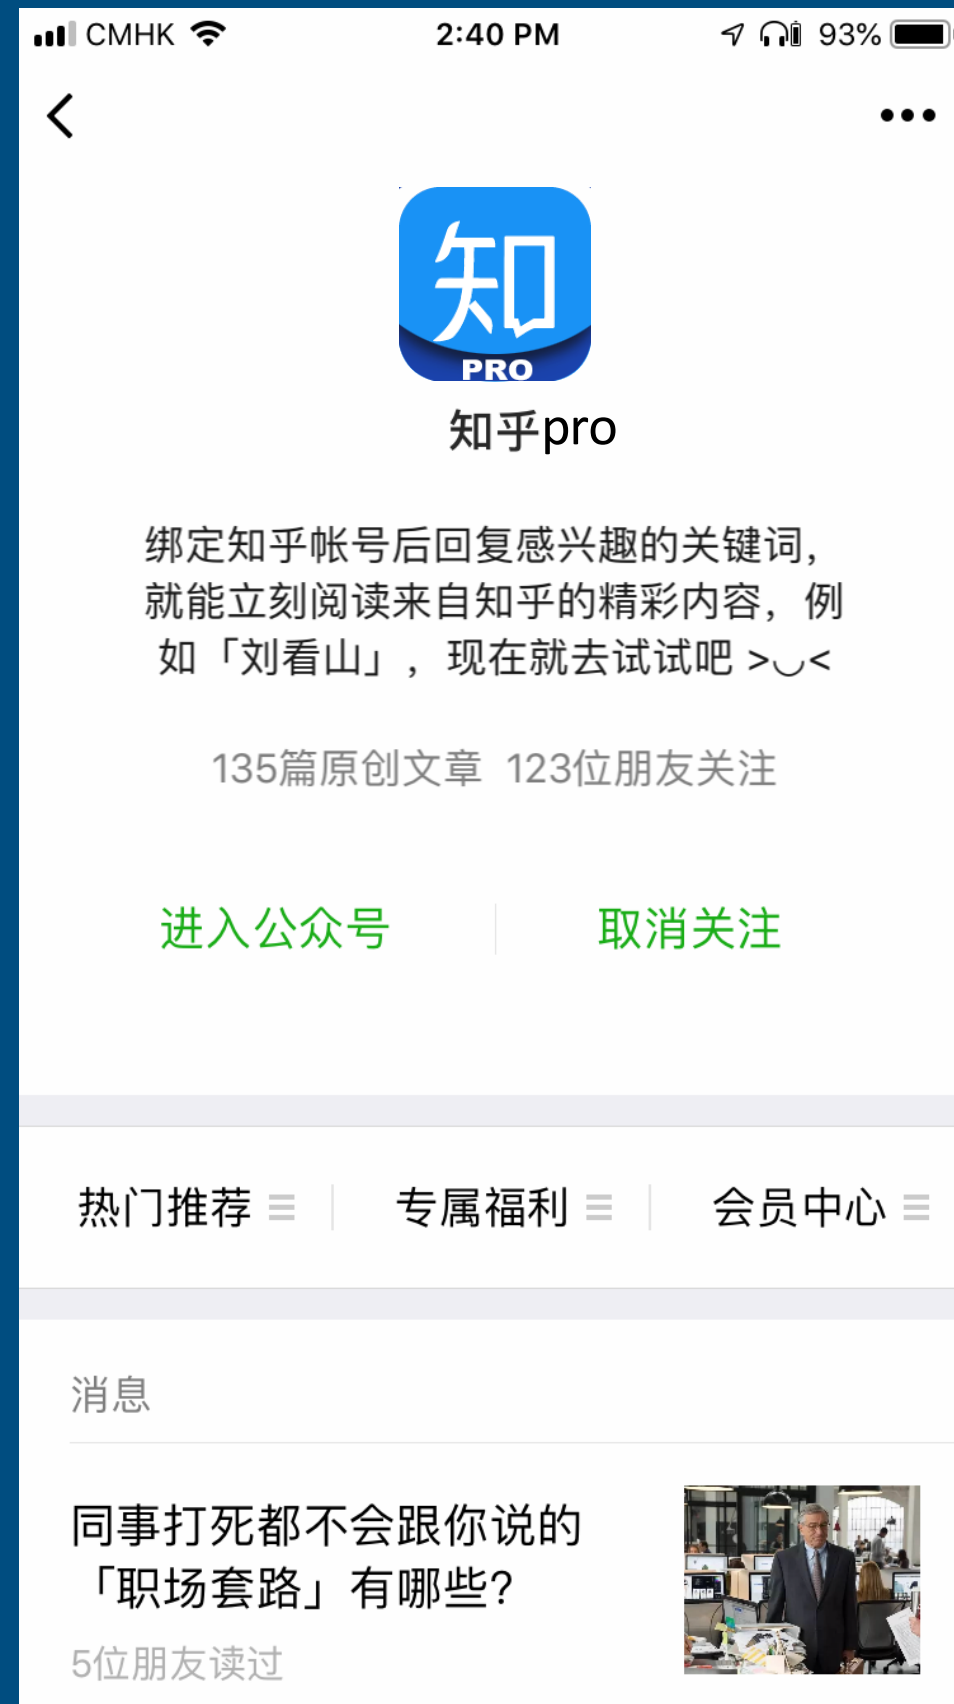 CMHK 2:40 PM 93%
知
PRO
知乎pro
绑定知乎帐号后回复感兴趣的关键词，
就能立刻阅读来自知乎的精彩内容，例
如「刘看山」，现在就去试试吧 >◡<
135篇原创文章 123位朋友关注
进入公众号 取消关注
热门推荐 专属福利 会员中心
消息
同事打死都不会跟你说的
「职场套路」有哪些?
5位朋友读过